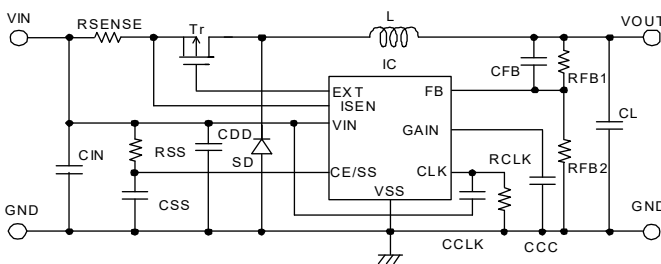 VIN
RSENSE
Tr
L
VOUT
IC
CFB
RFB1
EXT
ISEN
FB
VIN
GAIN
CL
CDD
RSS
SD
CIN
CE/SS
CLK
RCLK
RFB2
VSS
CSS
GND
GND
CCLK
CCC